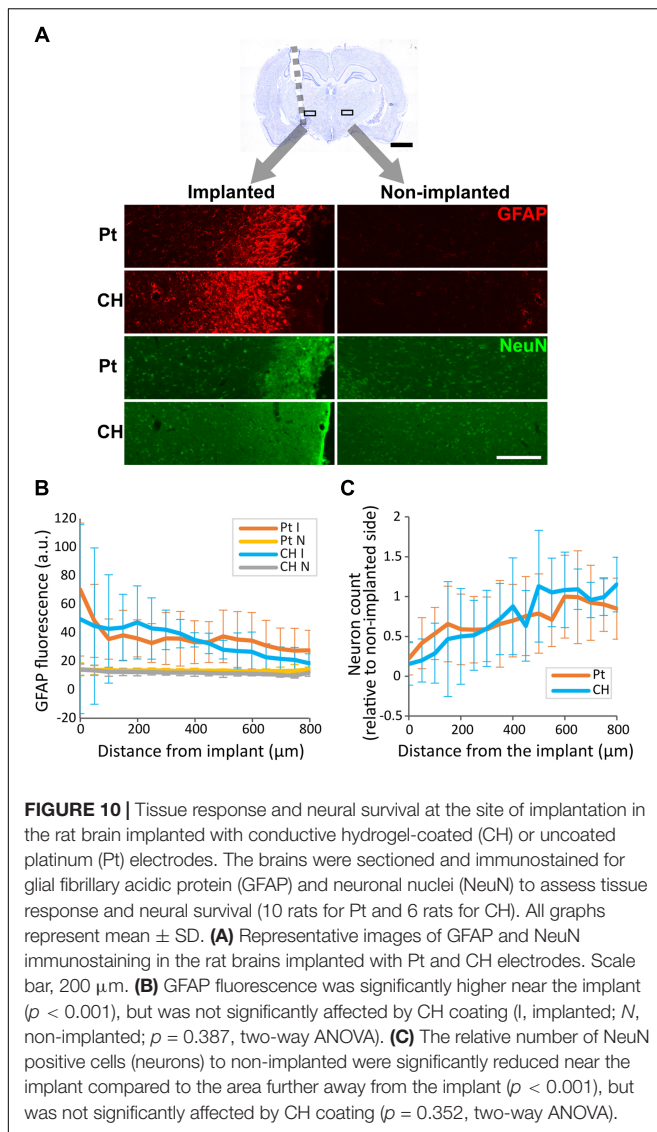 A
Implanted
Non-implanted
Pt
GFAP
CH
Pt
NeuN
CH
B
C
120
100
80
60
40
20
0
-20
GFAP fluorescence (a.u.)
Pt I
Pt N
CH I
CH N
0
200
400
600
800
Distance from implant (µm)
2
1.5
1
0.5
0
-0.5
Neuron count
(relative to non-implanted side)
Pt
CH
0
200
400
600
800
Distance from the implant (µm)
FIGURE 10 | Tissue response and neural survival at the site of implantation in
the rat brain implanted with conductive hydrogel-coated (CH) or uncoated
platinum (Pt) electrodes. The brains were sectioned and immunostained for
glial fibrillary acidic protein (GFAP) and neuronal nuclei (NeuN) to assess tissue
response and neural survival (10 rats for Pt and 6 rats for CH). All graphs
represent mean ± SD. (A) Representative images of GFAP and NeuN
immunostaining in the rat brains implanted with Pt and CH electrodes. Scale
bar, 200 µm. (B) GFAP fluorescence was significantly higher near the implant
(p < 0.001), but was not significantly affected by CH coating (I, implanted; N,
non-implanted; p = 0.387, two-way ANOVA). (C) The relative number of NeuN
positive cells (neurons) to non-implanted were significantly reduced near the
implant compared to the area further away from the implant (p < 0.001), but
was not significantly affected by CH coating (p = 0.352, two-way ANOVA).